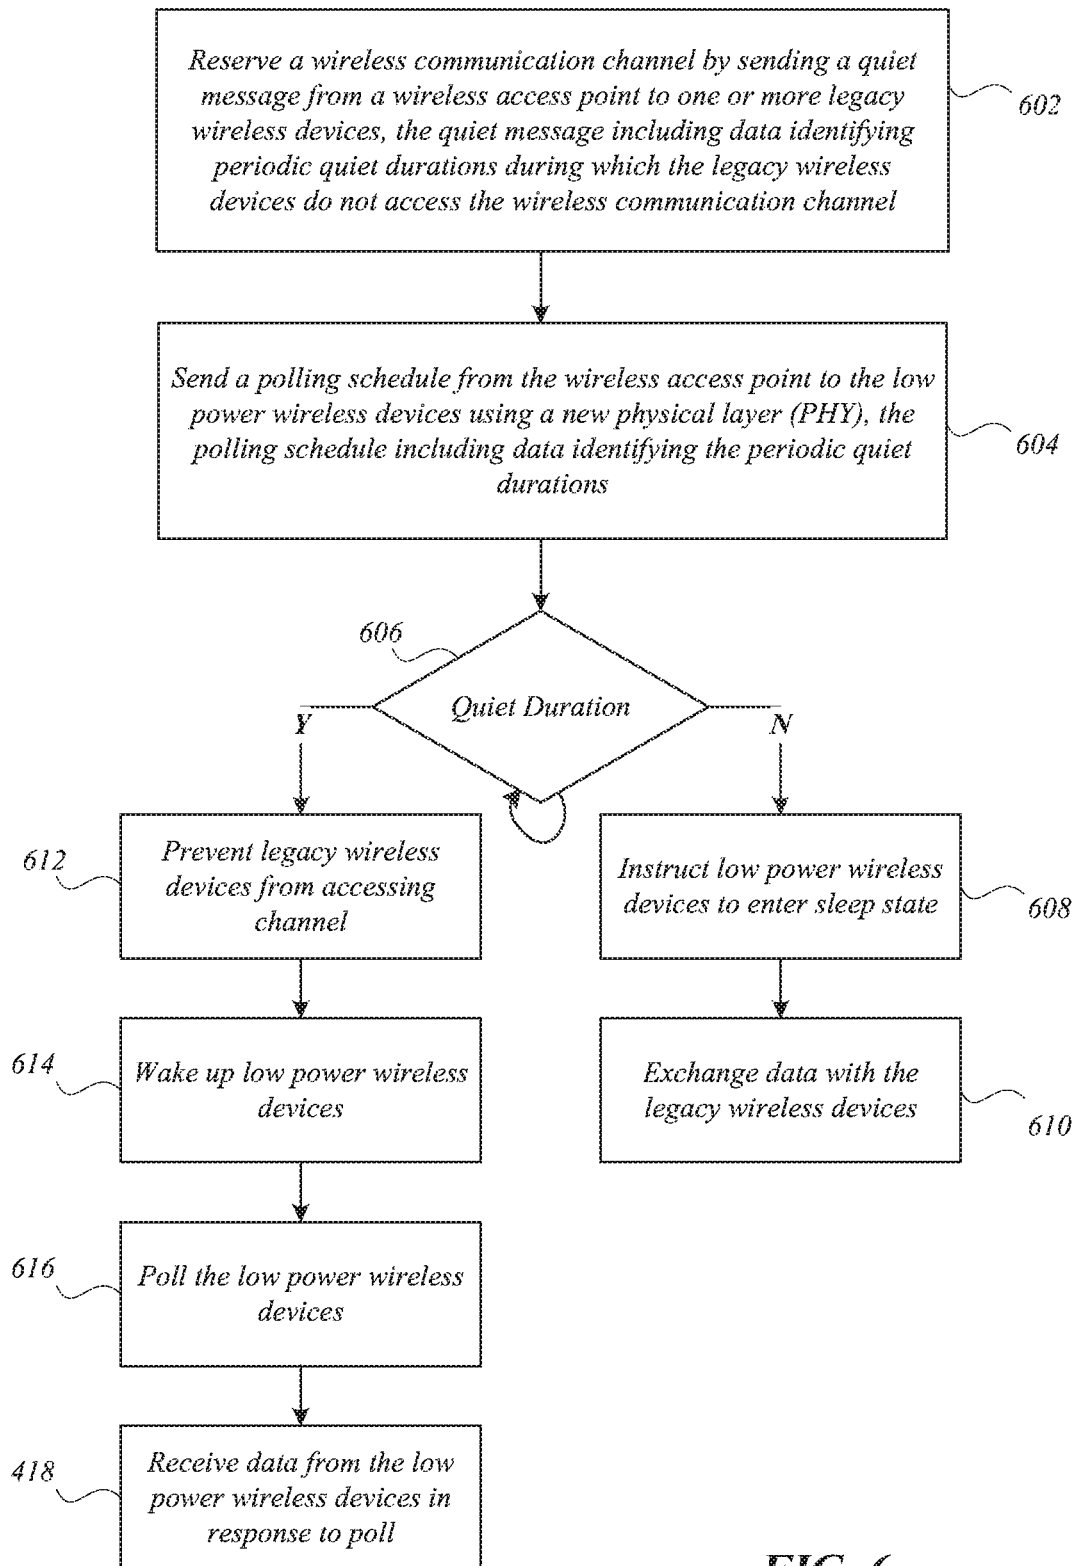 Reserve a wireless communication channel by sending a quiet
message from a wireless access point to one or more legacy
wireless devices, the quiet message including data identifying
periodic quiet durations during which the legacy wireless
devices do not access the wireless communication channel
602
Send a polling schedule from the wireless access point to the low
power wireless devices using a new physical layer (PHY), the
polling schedule including data identifying the periodic quiet
durations
604
606
Quiet Duration
Y
N
612
Prevent legacy wireless
devices from accessing
channel
Instruct low power wireless
devices to enter sleep state
608
614
Wake up low power wireless
devices
Exchange data with the
legacy wireless devices
610
616
Poll the low power wireless
devices
418
Receive data from the low
power wireless devices in
response to poll
FIG. 6